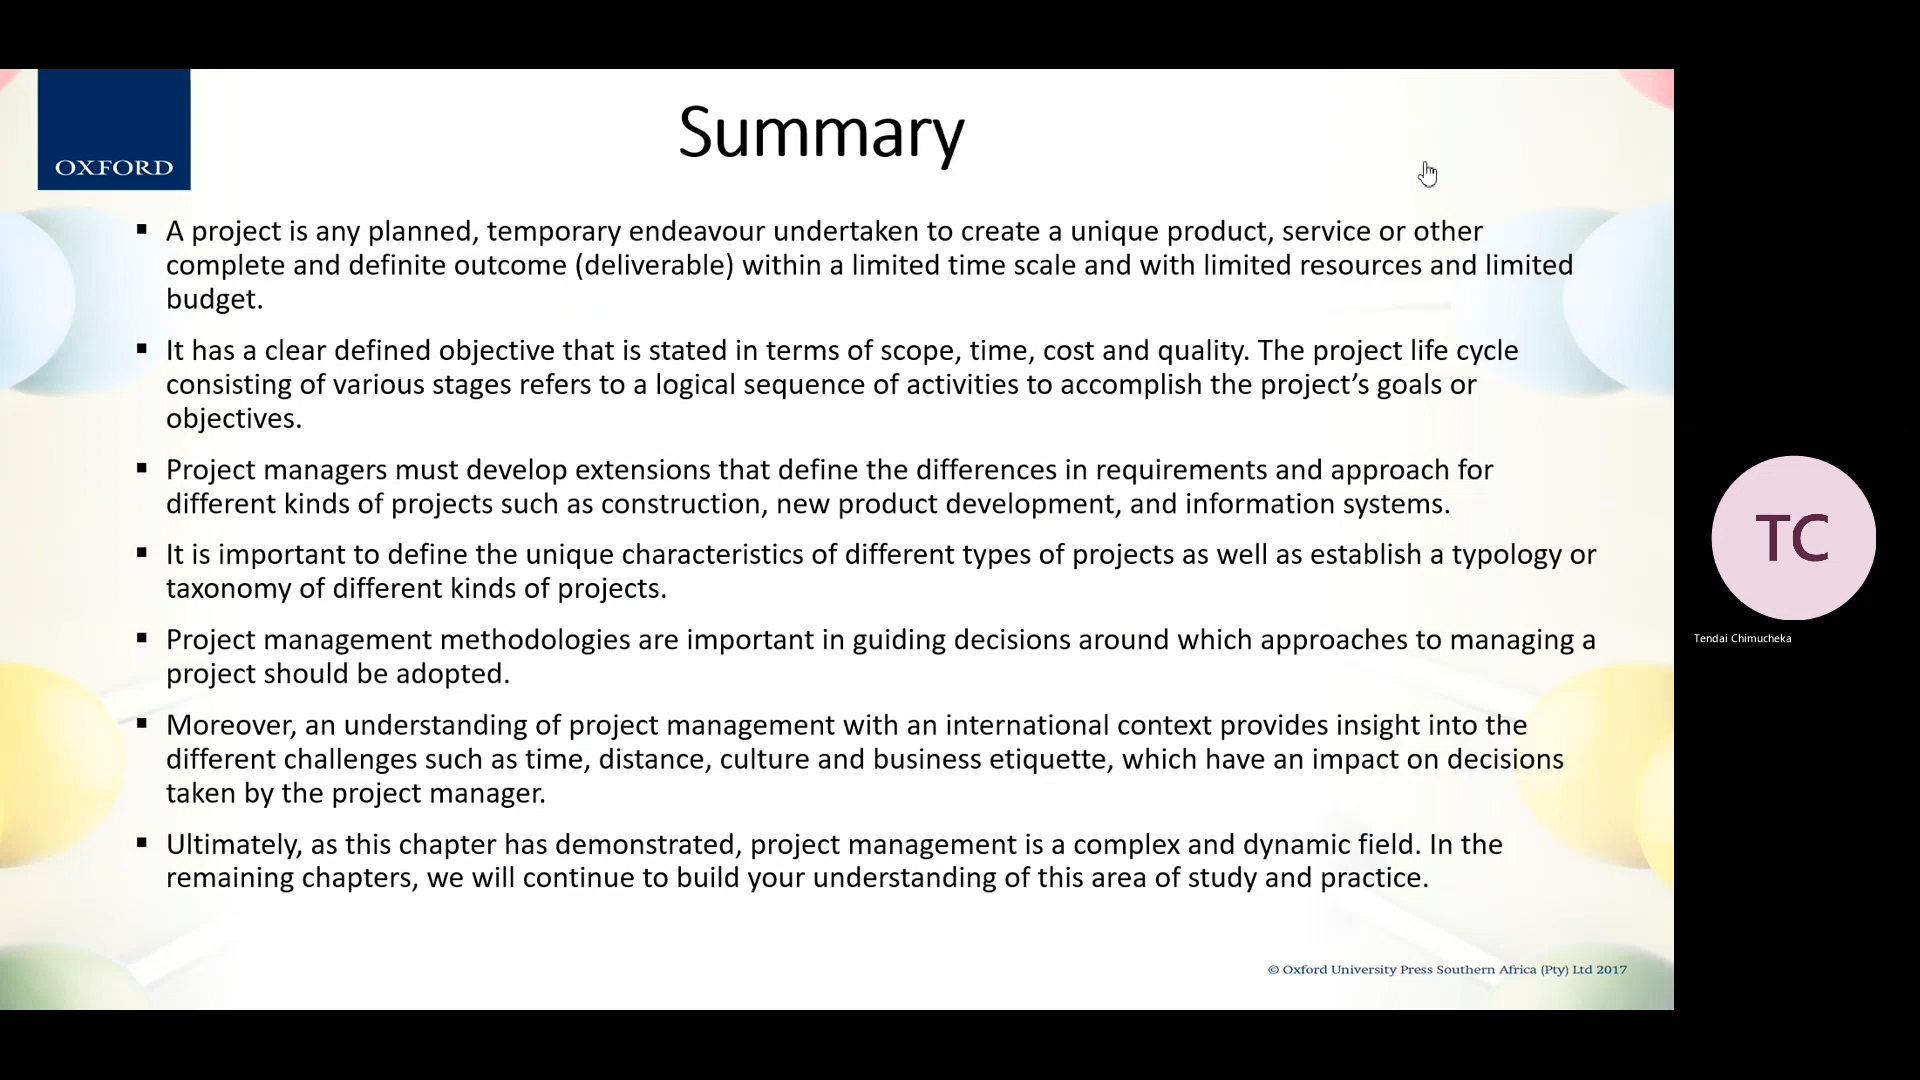 OXFORD
Summary
▪ A project is any planned, temporary endeavour undertaken to create a unique product, service or other
complete and definite outcome (deliverable) within a limited time scale and with limited resources and limited
budget.
▪ It has a clear defined objective that is stated in terms of scope, time, cost and quality. The project life cycle
consisting of various stages refers to a logical sequence of activities to accomplish the project’s goals or
objectives.
▪ Project managers must develop extensions that define the differences in requirements and approach for
different kinds of projects such as construction, new product development, and information systems.
▪ It is important to define the unique characteristics of different types of projects as well as establish a typology or
taxonomy of different kinds of projects.
▪ Project management methodologies are important in guiding decisions around which approaches to managing a
project should be adopted.
▪ Moreover, an understanding of project management with an international context provides insight into the
different challenges such as time, distance, culture and business etiquette, which have an impact on decisions
taken by the project manager.
▪ Ultimately, as this chapter has demonstrated, project management is a complex and dynamic field. In the
remaining chapters, we will continue to build your understanding of this area of study and practice.
© Oxford University Press Southern Africa (Pty) Ltd 2017
TC
Tendai Chimucheka